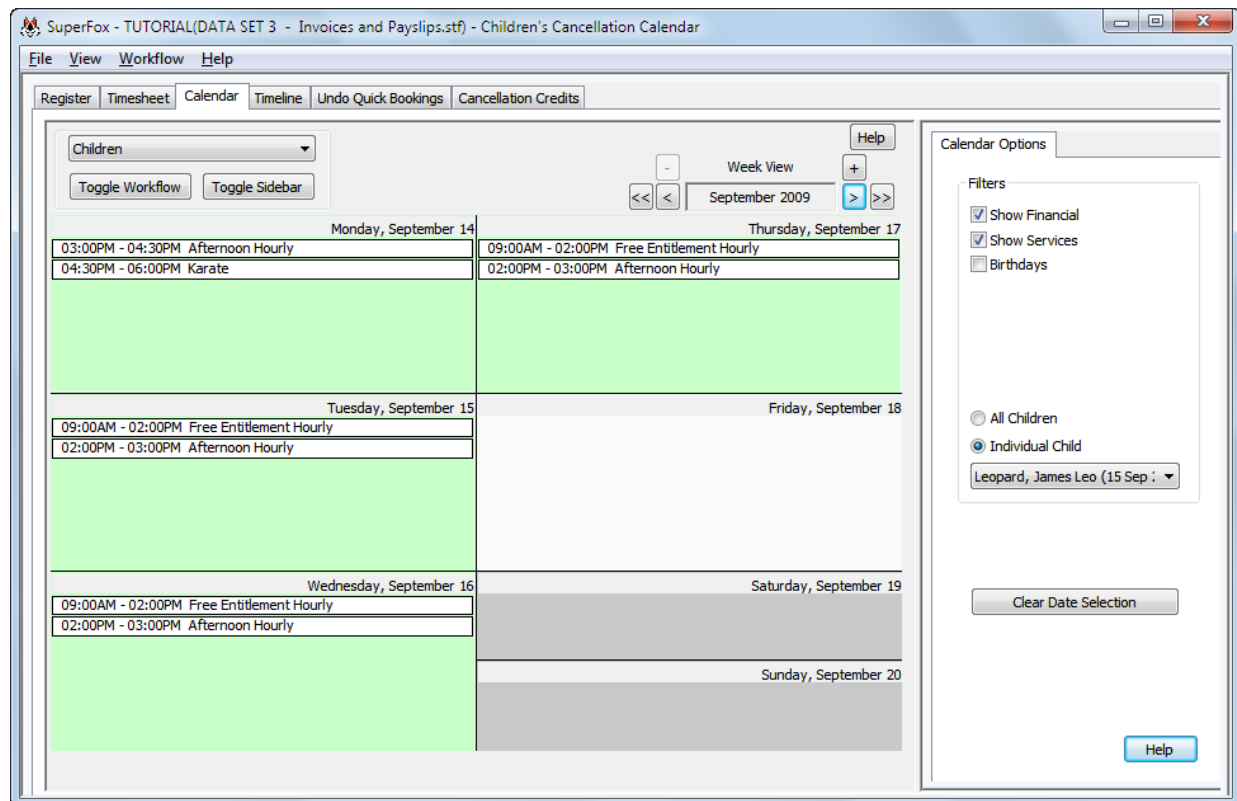 SuperFox - TUTORIAL(DATA SET 3 - Invoices and Payslips.stf) - Children's Cancellation Calendar
File View Workflow Help
Register Timesheet Calendar Timeline Undo Quick Bookings Cancellation Credits
Children
Toggle Workflow Toggle Sidebar
Help
- Week View +
<< < September 2009 > >>
Monday, September 14
03:00PM - 04:30PM Afternoon Hourly
04:30PM - 06:00PM Karate
Tuesday, September 15
09:00AM - 02:00PM Free Entitlement Hourly
02:00PM - 03:00PM Afternoon Hourly
Wednesday, September 16
09:00AM - 02:00PM Free Entitlement Hourly
02:00PM - 03:00PM Afternoon Hourly
Thursday, September 17
09:00AM - 02:00PM Free Entitlement Hourly
02:00PM - 03:00PM Afternoon Hourly
Friday, September 18
Saturday, September 19
Sunday, September 20
Calendar Options
Filters
Show Financial
Show Services
Birthdays
All Children
Individual Child
Leopard, James Leo (15 Sep
Clear Date Selection
Help